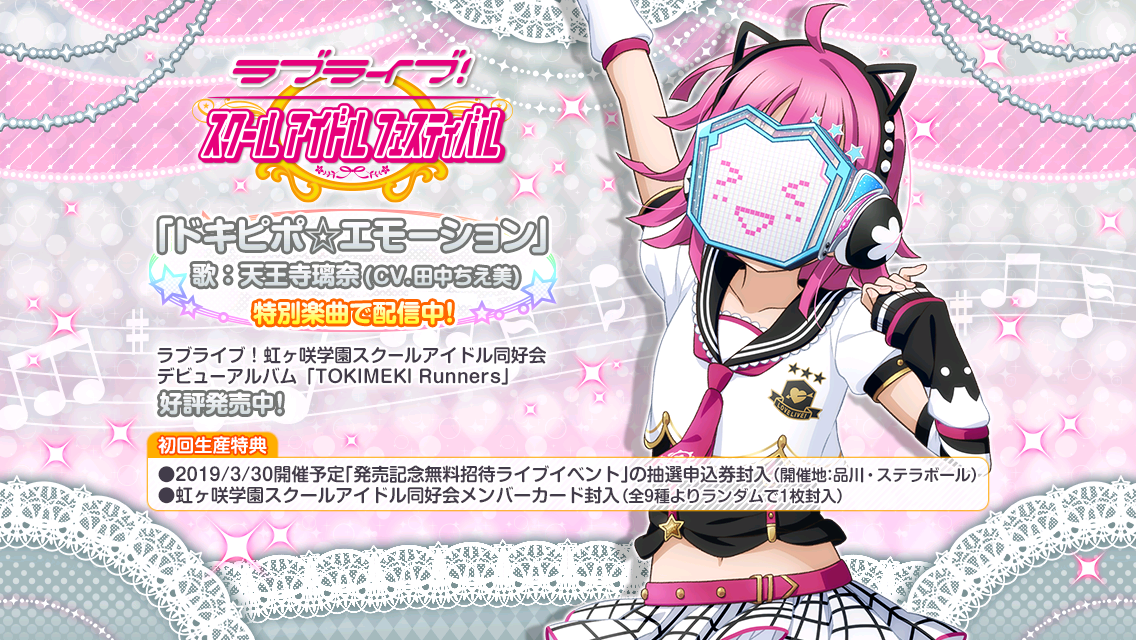 ラブライブ!
スクールアイドルフェスティバル
「ドキピポ☆エモーション」
歌：天王寺璃奈(CV.田中ちえ美)
特別楽曲で配信中!
ラブライブ！虹ヶ咲学園スクールアイドル同好会
デビューアルバム「TOKIMEKI Runners」
好評発売中!
初回生産特典
●2019/3/30開催予定「発売記念無料招待ライブイベント」の抽選申込券封入(開催地:品川・ステラボール)
●虹ヶ咲学園スクールアイドル同好会メンバーカード封入(全9種よりランダムで1枚封入)
LOVELIVE!